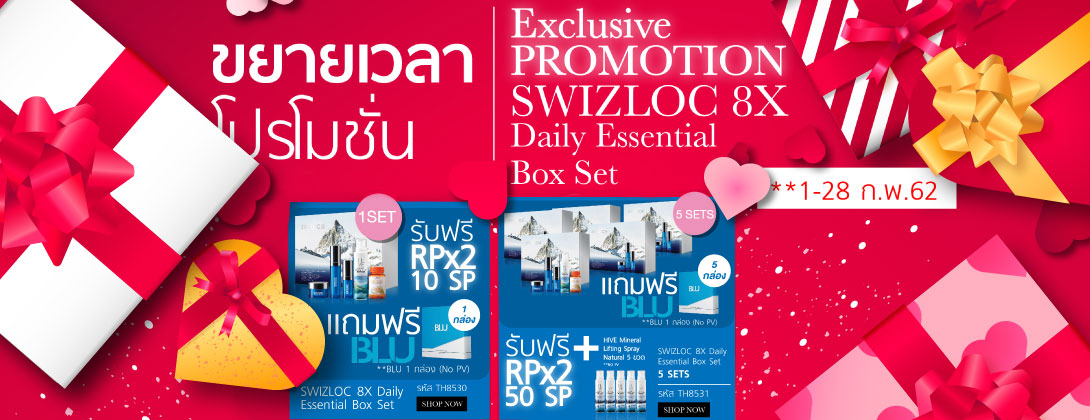 ขยายเวลา
โปรโมชั่น
Exclusive
PROMOTION
SWIZLOC 8X
Daily Essential
Box Set
**1-28 ก.พ.62
1SET
รับฟรี
RPx2
10 SP
แถมฟรี
BLU
1
กล่อง
BLU
**BLU 1 กล่อง (No PV)
SWIZLOC 8X Daily
Essential Box Set
รหัส TH8530
SHOP NOW
5 SETS
แถมฟรี
BLU
5
กล่อง
**BLU 1 กล่อง (No PV)
รับฟรี
RPx2
50 SP
+
HIVE Mineral
Lifting Spray
Natural 5 ขวด
**No PV
SWIZLOC 8X Daily
Essential Box Set
5 SETS
รหัส TH8531
SHOP NOW